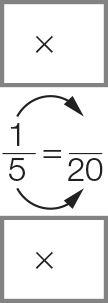 ×
1/5 = /20
×